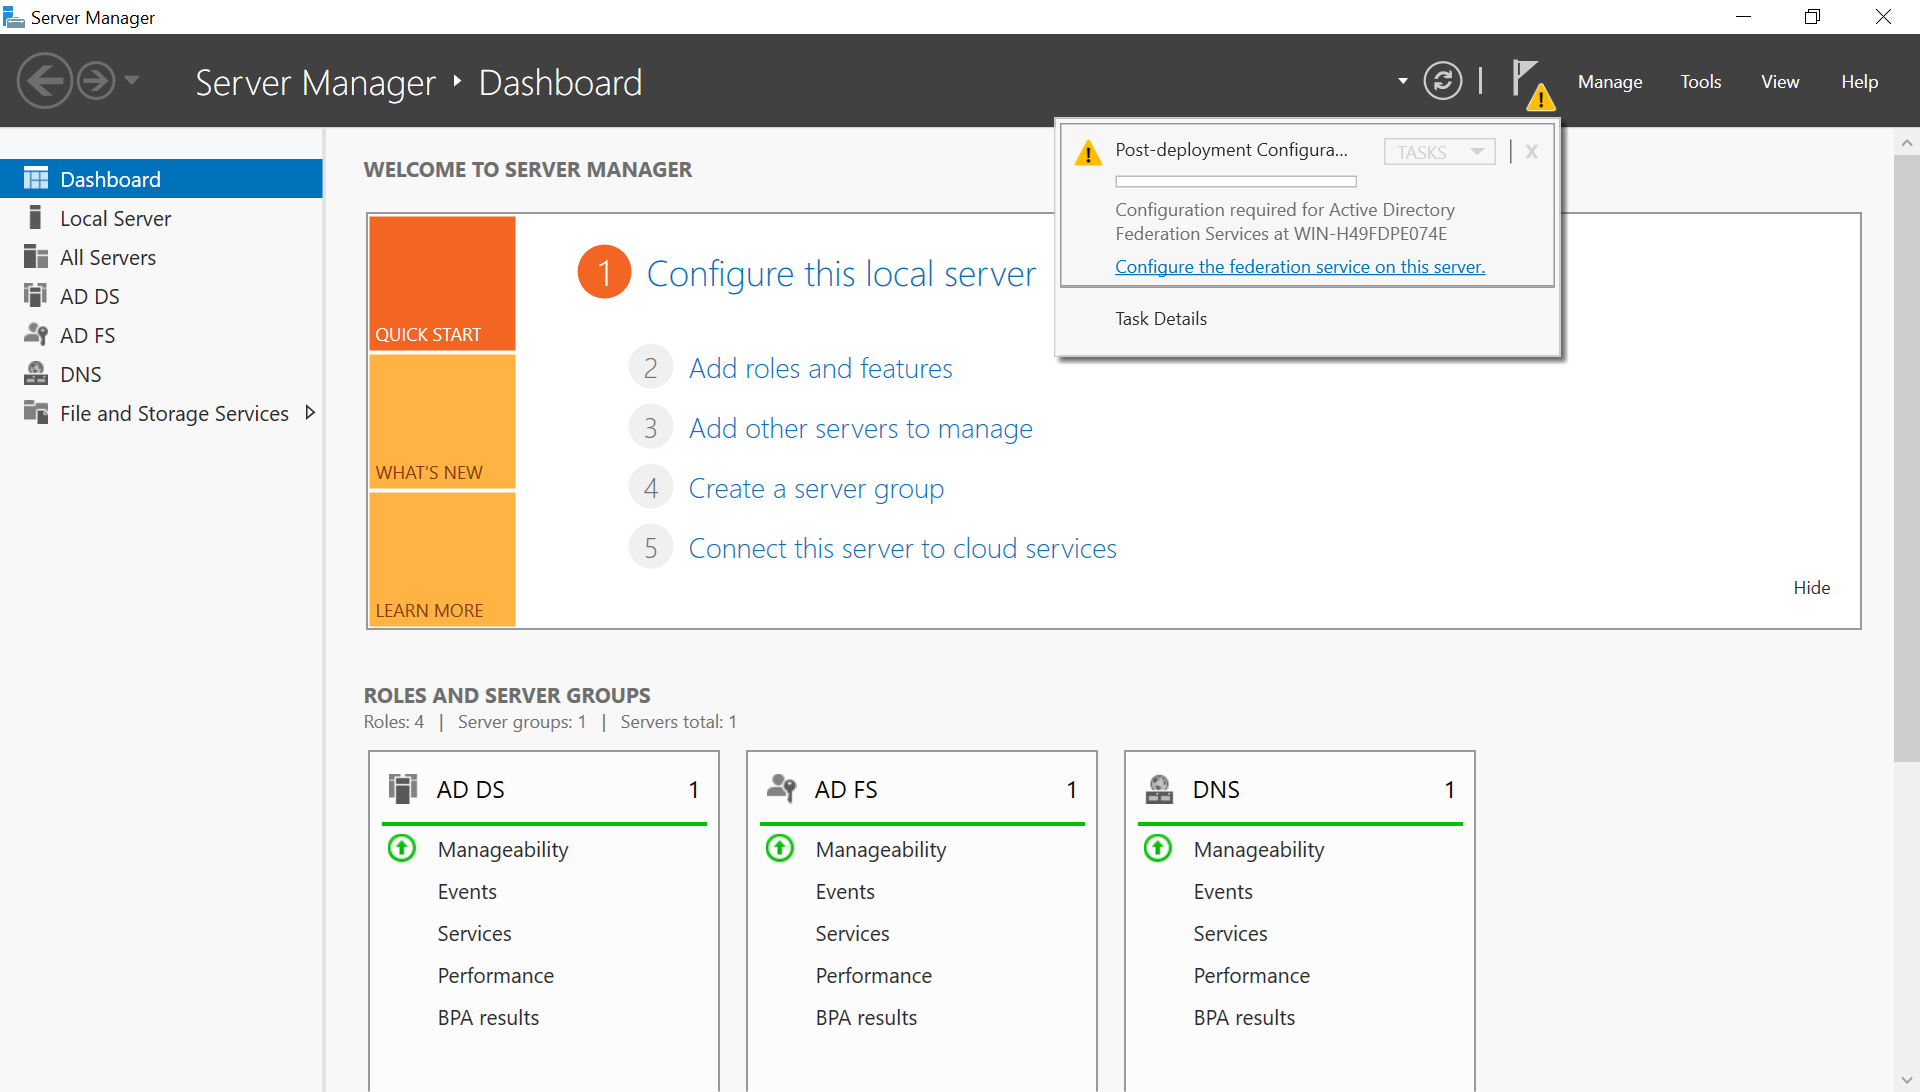 Server Manager
Server Manager ‣ Dashboard
Manage Tools View Help
Dashboard
Local Server
All Servers
AD DS
AD FS
DNS
File and Storage Services
WELCOME TO SERVER MANAGER
QUICK START
WHAT'S NEW
LEARN MORE
1 Configure this local server
2 Add roles and features
3 Add other servers to manage
4 Create a server group
5 Connect this server to cloud services
Hide
Post-deployment Configura... TASKS X
Configuration required for Active Directory
Federation Services at WIN-H49FDPE074E
Configure the federation service on this server.
Task Details
ROLES AND SERVER GROUPS
Roles: 4 | Server groups: 1 | Servers total: 1
AD DS 1
Manageability
Events
Services
Performance
BPA results
AD FS 1
Manageability
Events
Services
Performance
BPA results
DNS 1
Manageability
Events
Services
Performance
BPA results